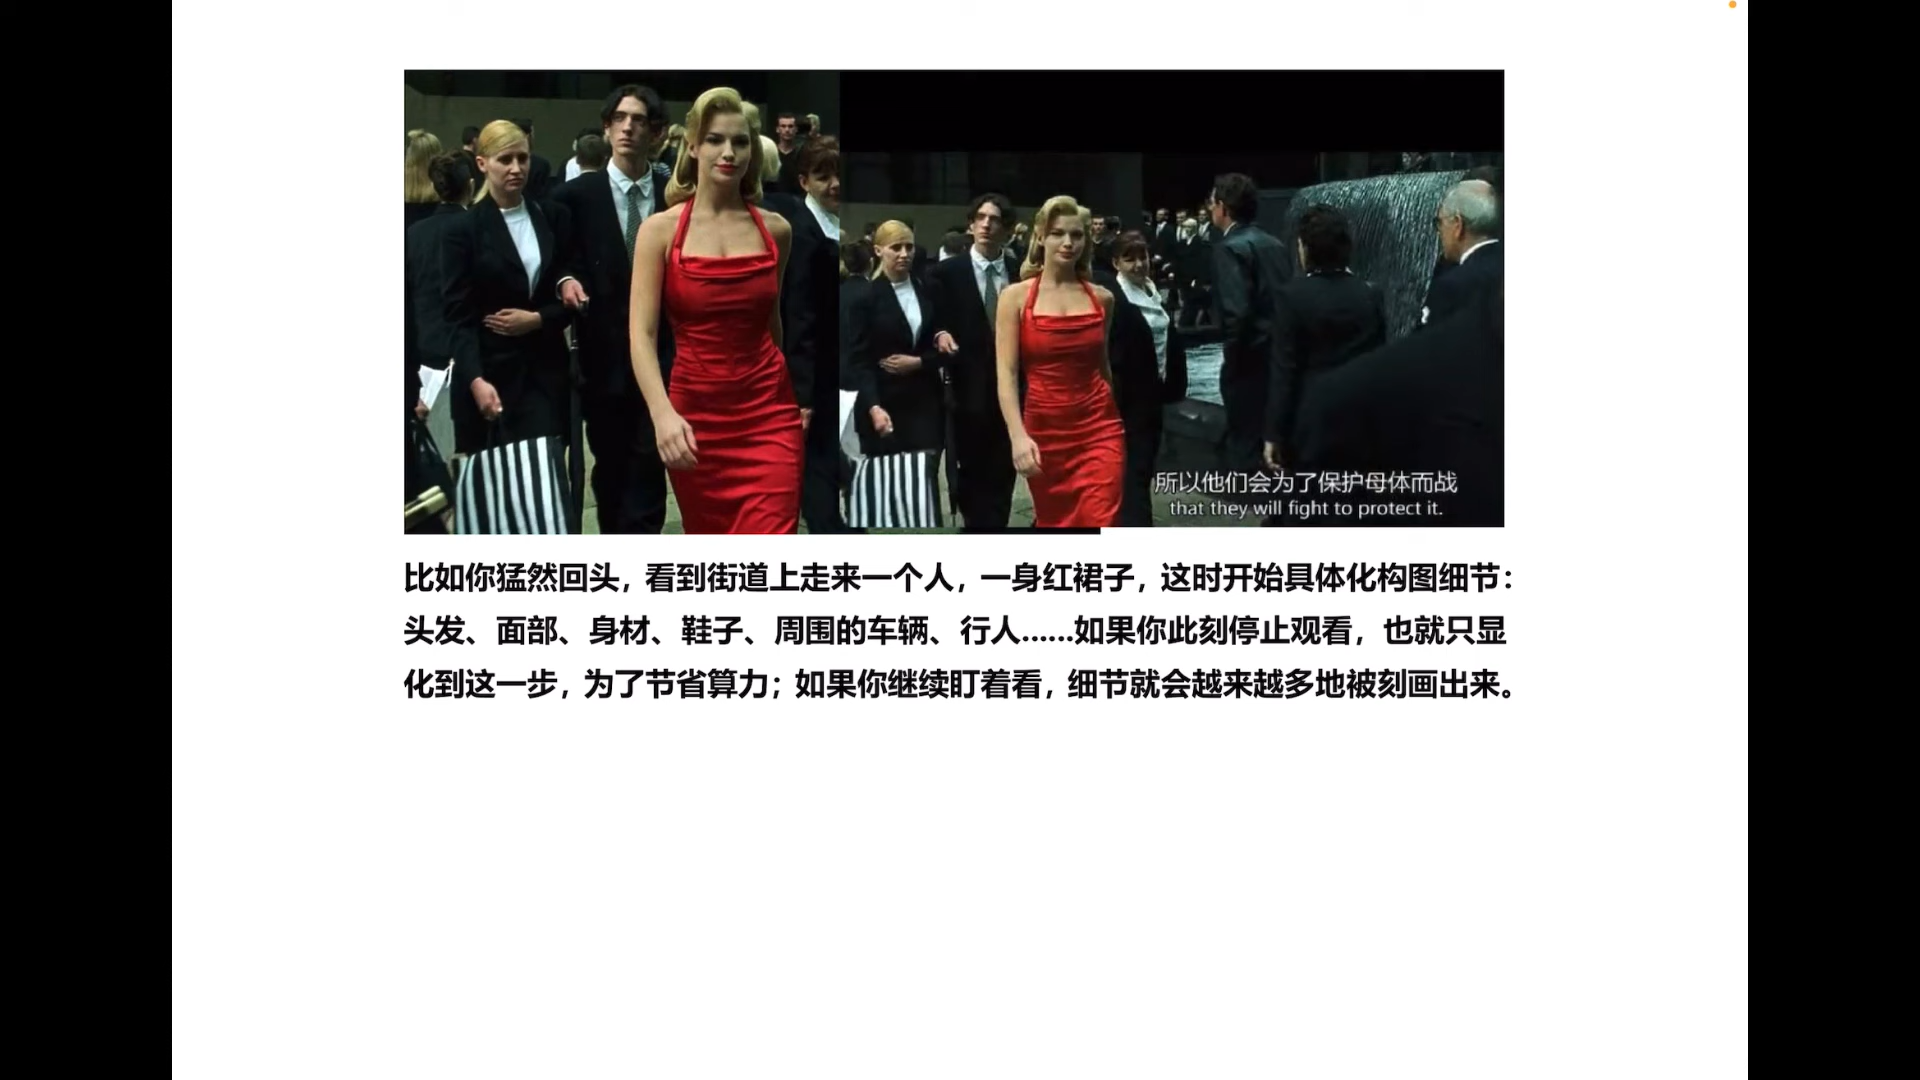 所以他们会为了保护母体而战
that they will fight to protect it.
比如你猛然回头，看到街道上走来一个人，一身红裙子，这时开始具体化构图细节：
头发、面部、身材、鞋子、周围的车辆、行人......如果你此刻停止观看，也就只显
化到这一步，为了节省算力；如果你继续盯着看，细节就会越来越多地被刻画出来。